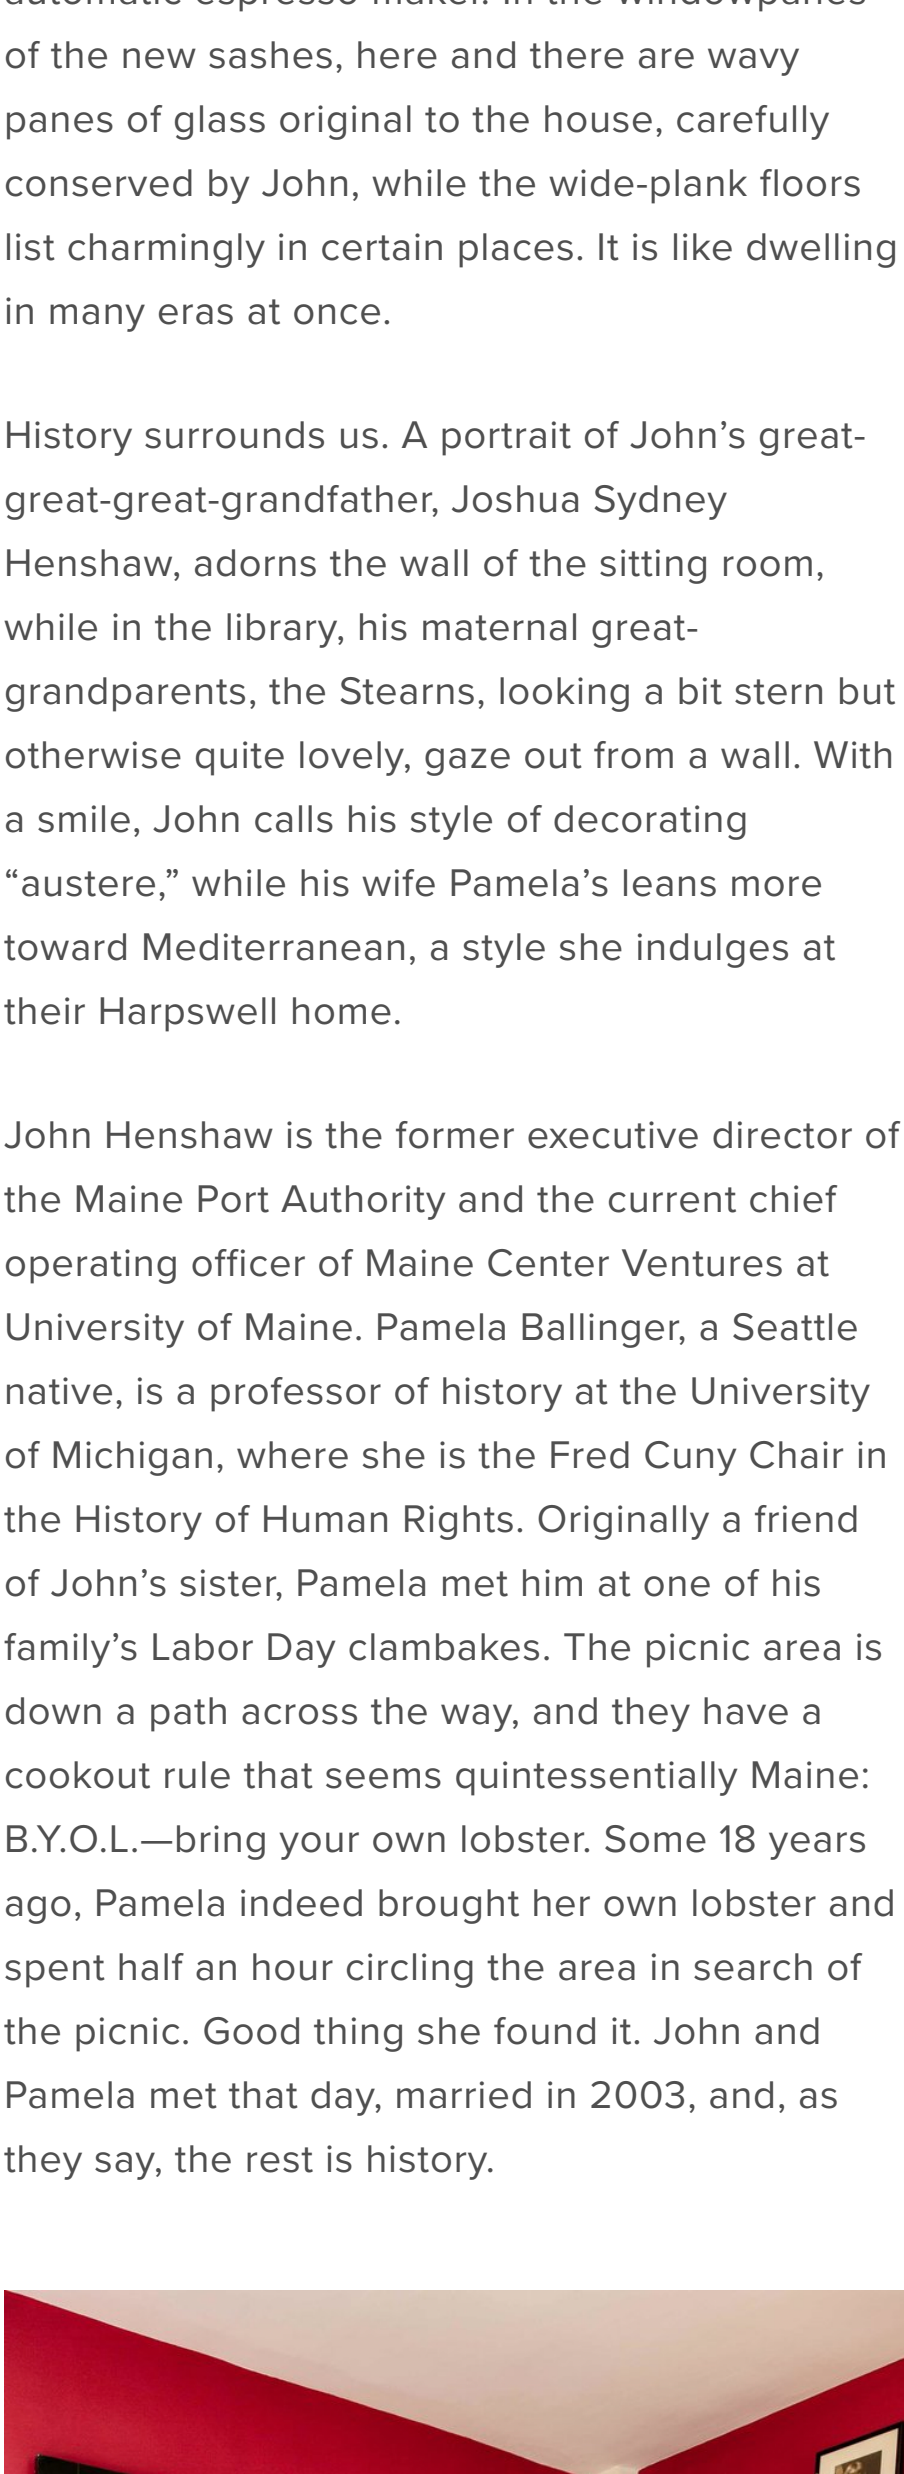 automatic espresso maker. In the windowpanes
of the new sashes, here and there are wavy
panes of glass original to the house, carefully
conserved by John, while the wide-plank floors
list charmingly in certain places. It is like dwelling
in many eras at once.
History surrounds us. A portrait of John’s great-
great-great-grandfather, Joshua Sydney
Henshaw, adorns the wall of the sitting room,
while in the library, his maternal great-
grandparents, the Stearns, looking a bit stern but
otherwise quite lovely, gaze out from a wall. With
a smile, John calls his style of decorating
“austere,” while his wife Pamela’s leans more
toward Mediterranean, a style she indulges at
their Harpswell home.
John Henshaw is the former executive director of
the Maine Port Authority and the current chief
operating officer of Maine Center Ventures at
University of Maine. Pamela Ballinger, a Seattle
native, is a professor of history at the University
of Michigan, where she is the Fred Cuny Chair in
the History of Human Rights. Originally a friend
of John’s sister, Pamela met him at one of his
family’s Labor Day clambakes. The picnic area is
down a path across the way, and they have a
cookout rule that seems quintessentially Maine:
B.Y.O.L.—bring your own lobster. Some 18 years
ago, Pamela indeed brought her own lobster and
spent half an hour circling the area in search of
the picnic. Good thing she found it. John and
Pamela met that day, married in 2003, and, as
they say, the rest is history.